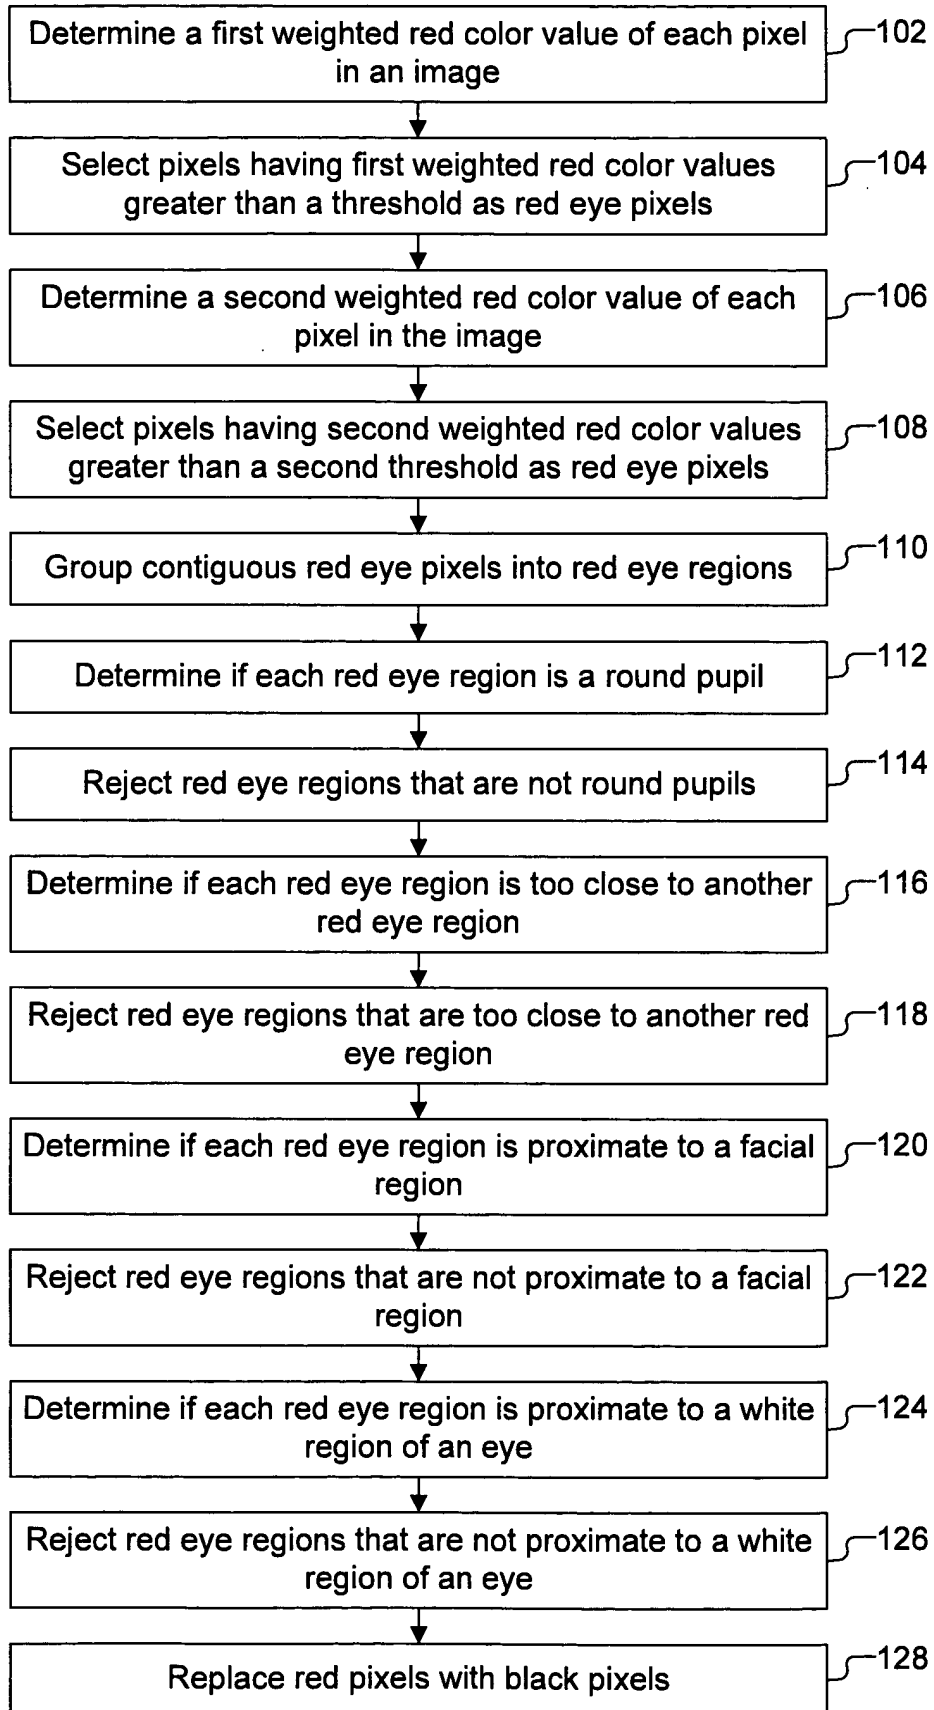 Determine a first weighted red color value of each pixel
in an image
102
Select pixels having first weighted red color values
greater than a threshold as red eye pixels
104
Determine a second weighted red color value of each
pixel in the image
106
Select pixels having second weighted red color values
greater than a second threshold as red eye pixels
108
Group contiguous red eye pixels into red eye regions
110
Determine if each red eye region is a round pupil
112
Reject red eye regions that are not round pupils
114
Determine if each red eye region is too close to another
red eye region
116
Reject red eye regions that are too close to another red
eye region
118
Determine if each red eye region is proximate to a facial
region
120
Reject red eye regions that are not proximate to a facial
region
122
Determine if each red eye region is proximate to a white
region of an eye
124
Reject red eye regions that are not proximate to a white
region of an eye
126
Replace red pixels with black pixels
128